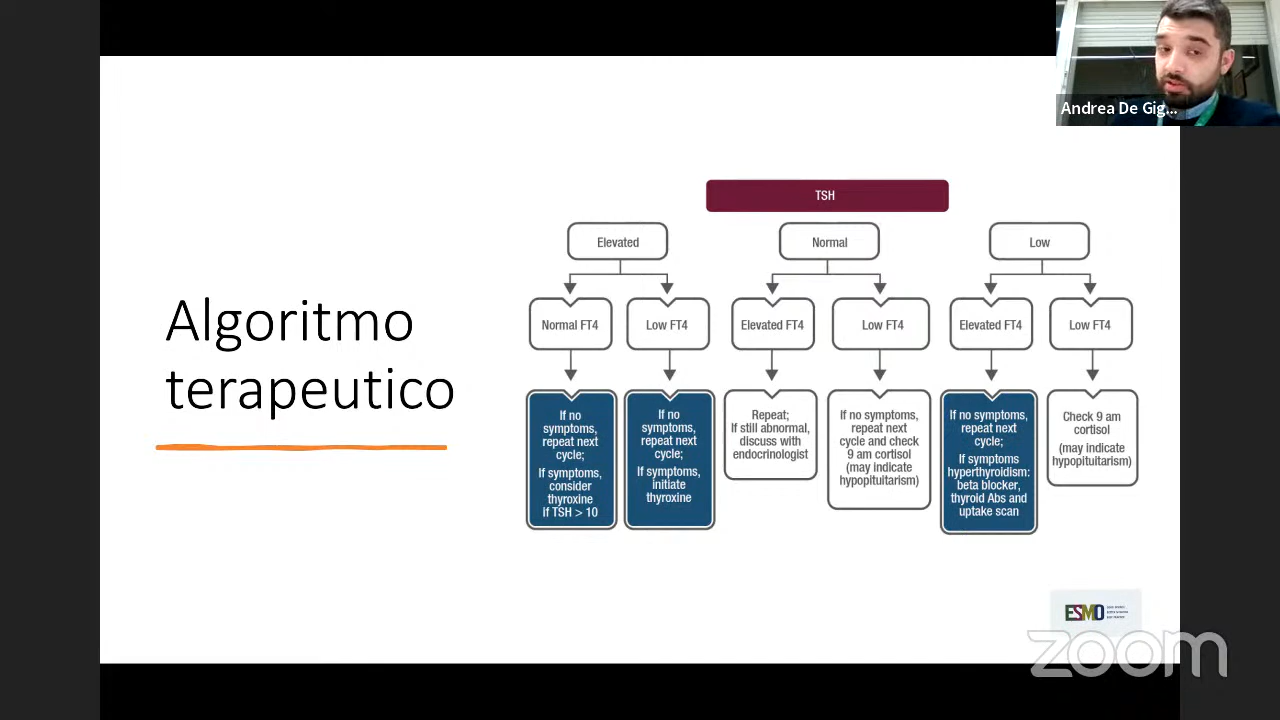 Andrea De Gig...
TSH
Elevated
Normal
Low
Algoritmo
terapeutico
Normal FT4
Low FT4
Elevated FT4
Low FT4
Elevated FT4
Low FT4
If no
symptoms,
repeat next
cycle;
If symptoms,
consider
thyroxine
if TSH > 10
If no
symptoms,
repeat next
cycle;
If symptoms,
initiate
thyroxine
Repeat;
If still abnormal,
discuss with
endocrinologist
If no symptoms,
repeat next
cycle and check
9 am cortisol
(may indicate
hypopituitarism)
If no symptoms,
repeat next
cycle;
If symptoms
hyperthyroidism:
beta blocker,
thyroid Abs and
uptake scan
Check 9 am
cortisol
(may indicate
hypopituitarism)
ESMO
zoom